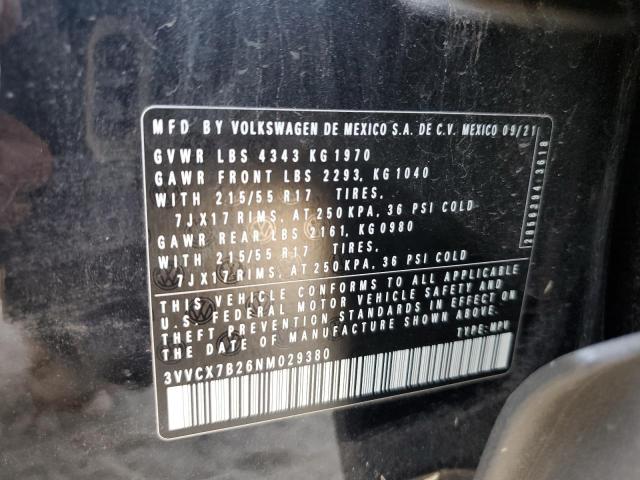 MFD BY VOLKSWAGEN DE MEXICO S.A. DE C.V. MEXICO 09/21
GVWR LBS 4343 KG 1970
GAWR FRONT LBS 2293, KG 1040
WITH 215/55 R17 TIRES,
7JX17 RIMS, AT 250 KPA, 36 PSI COLD
GAWR REAR LBS 2161, KG 0980
WITH 215/55 R17 TIRES,
7JX17 RIMS, AT 250 KPA, 36 PSI COLD
THIS VEHICLE CONFORMS TO ALL APPLICABLE
U.S. FEDERAL MOTOR VEHICLE SAFETY AND
THEFT PREVENTION STANDARDS IN EFFECT ON
THE DATE OF MANUFACTURE SHOWN ABOVE.
TYPE: MPV
3VVCX7B26NM029380